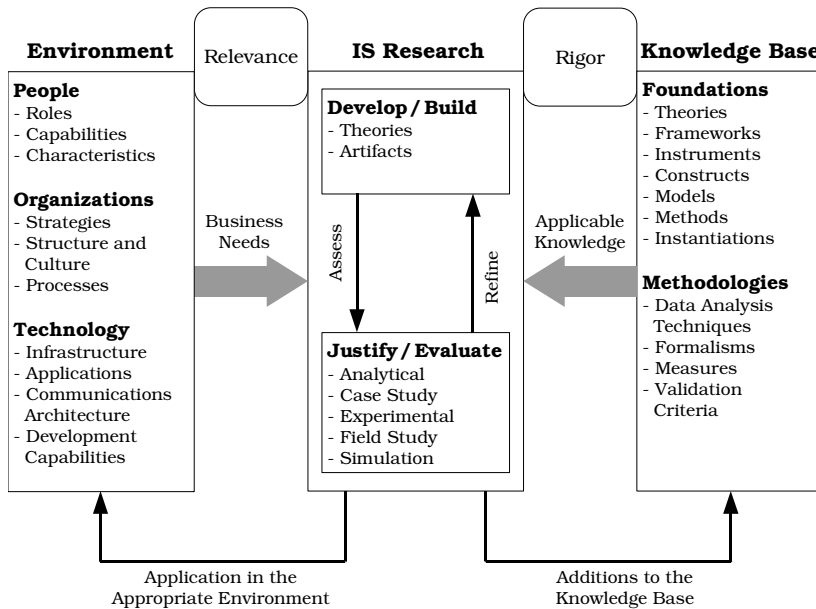 Environment
Relevance
IS Research
Rigor
Knowledge Base
People
- Roles
- Capabilities
- Characteristics
Organizations
- Strategies
- Structure and
Culture
- Processes
Technology
- Infrastructure
- Applications
- Communications
Architecture
- Development
Capabilities
Business
Needs
Develop / Build
- Theories
- Artifacts
Assess
Refine
Justify / Evaluate
- Analytical
- Case Study
- Experimental
- Field Study
- Simulation
Applicable
Knowledge
Foundations
- Theories
- Frameworks
- Instruments
- Constructs
- Models
- Methods
- Instantiations
Methodologies
- Data Analysis
Techniques
- Formalisms
- Measures
- Validation
Criteria
Application in the
Appropriate Environment
Additions to the
Knowledge Base